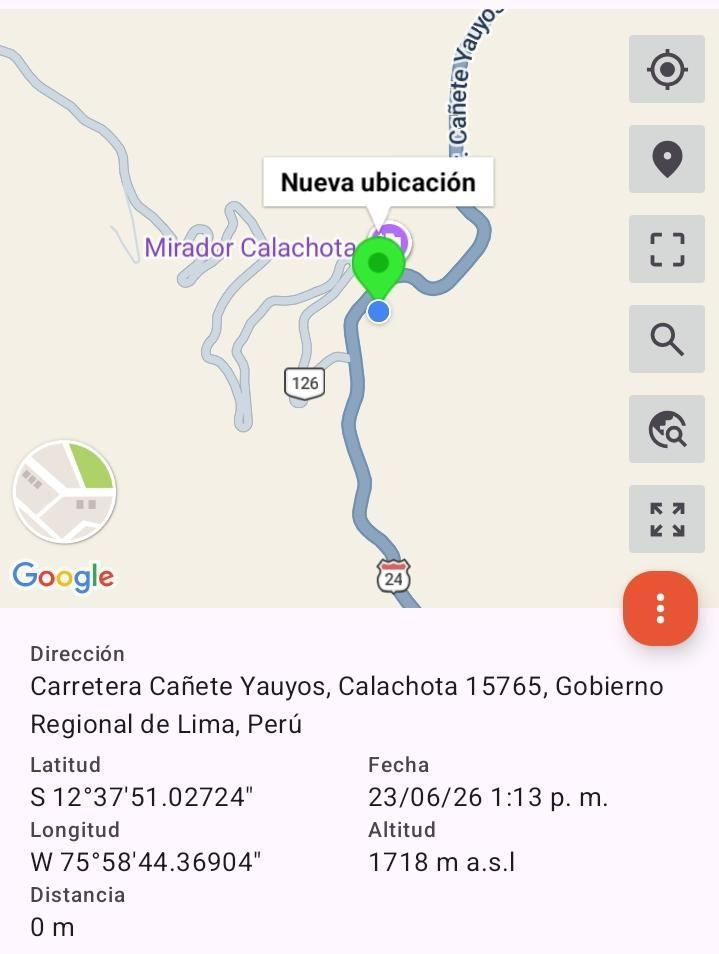 . Cañete Yauyos
Nueva ubicación
Mirador Calachota
126
24
Google
Dirección
Carretera Cañete Yauyos, Calachota 15765, Gobierno
Regional de Lima, Perú
Latitud
S 12°37'51.02724"
Fecha
23/06/26 1:13 p. m.
Longitud
W 75°58'44.36904"
Altitud
1718 m a.s.l
Distancia
0 m